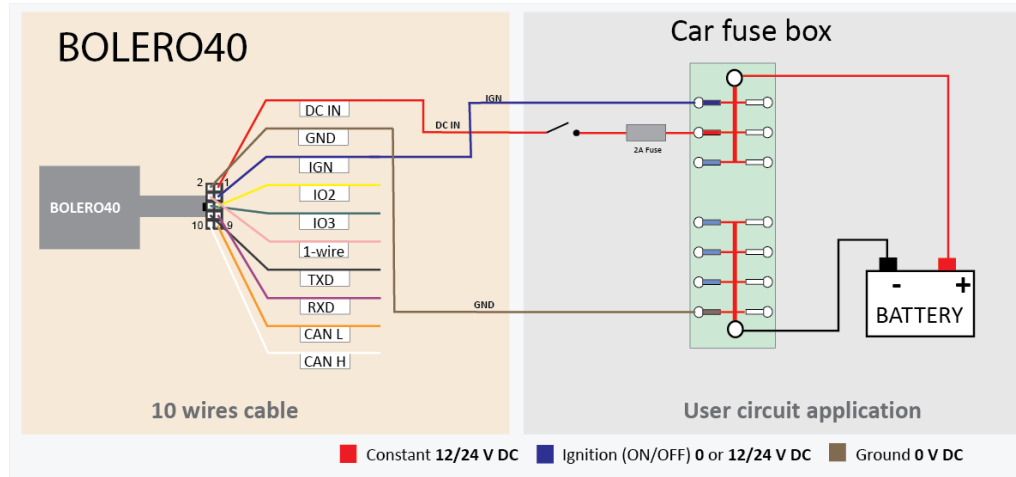 BOLERO40
Car fuse box
DC IN
GND
IGN
IO2
IO3
1-wire
TXD
RXD
CAN L
CAN H
BOLERO40
2
1
10
9
IGN
DC IN
2A Fuse
GND
- +
BATTERY
10 wires cable
User circuit application
Constant 12/24 V DC
Ignition (ON/OFF) 0 or 12/24 V DC
Ground 0 V DC